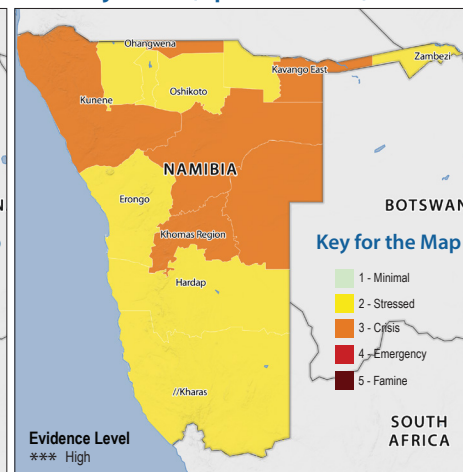 Ohangwena
Zambezi
Kavango East
Oshikoto
Kunene
NAMIBIA
Erongo
BOTSWAN
Khomas Region
Key for the Map
1 - Minimal
Hardap
2 - Stressed
3 - Crisis
4 - Emergency
5 - Famine
//Kharas
SOUTH
AFRICA
Evidence Level
*** High